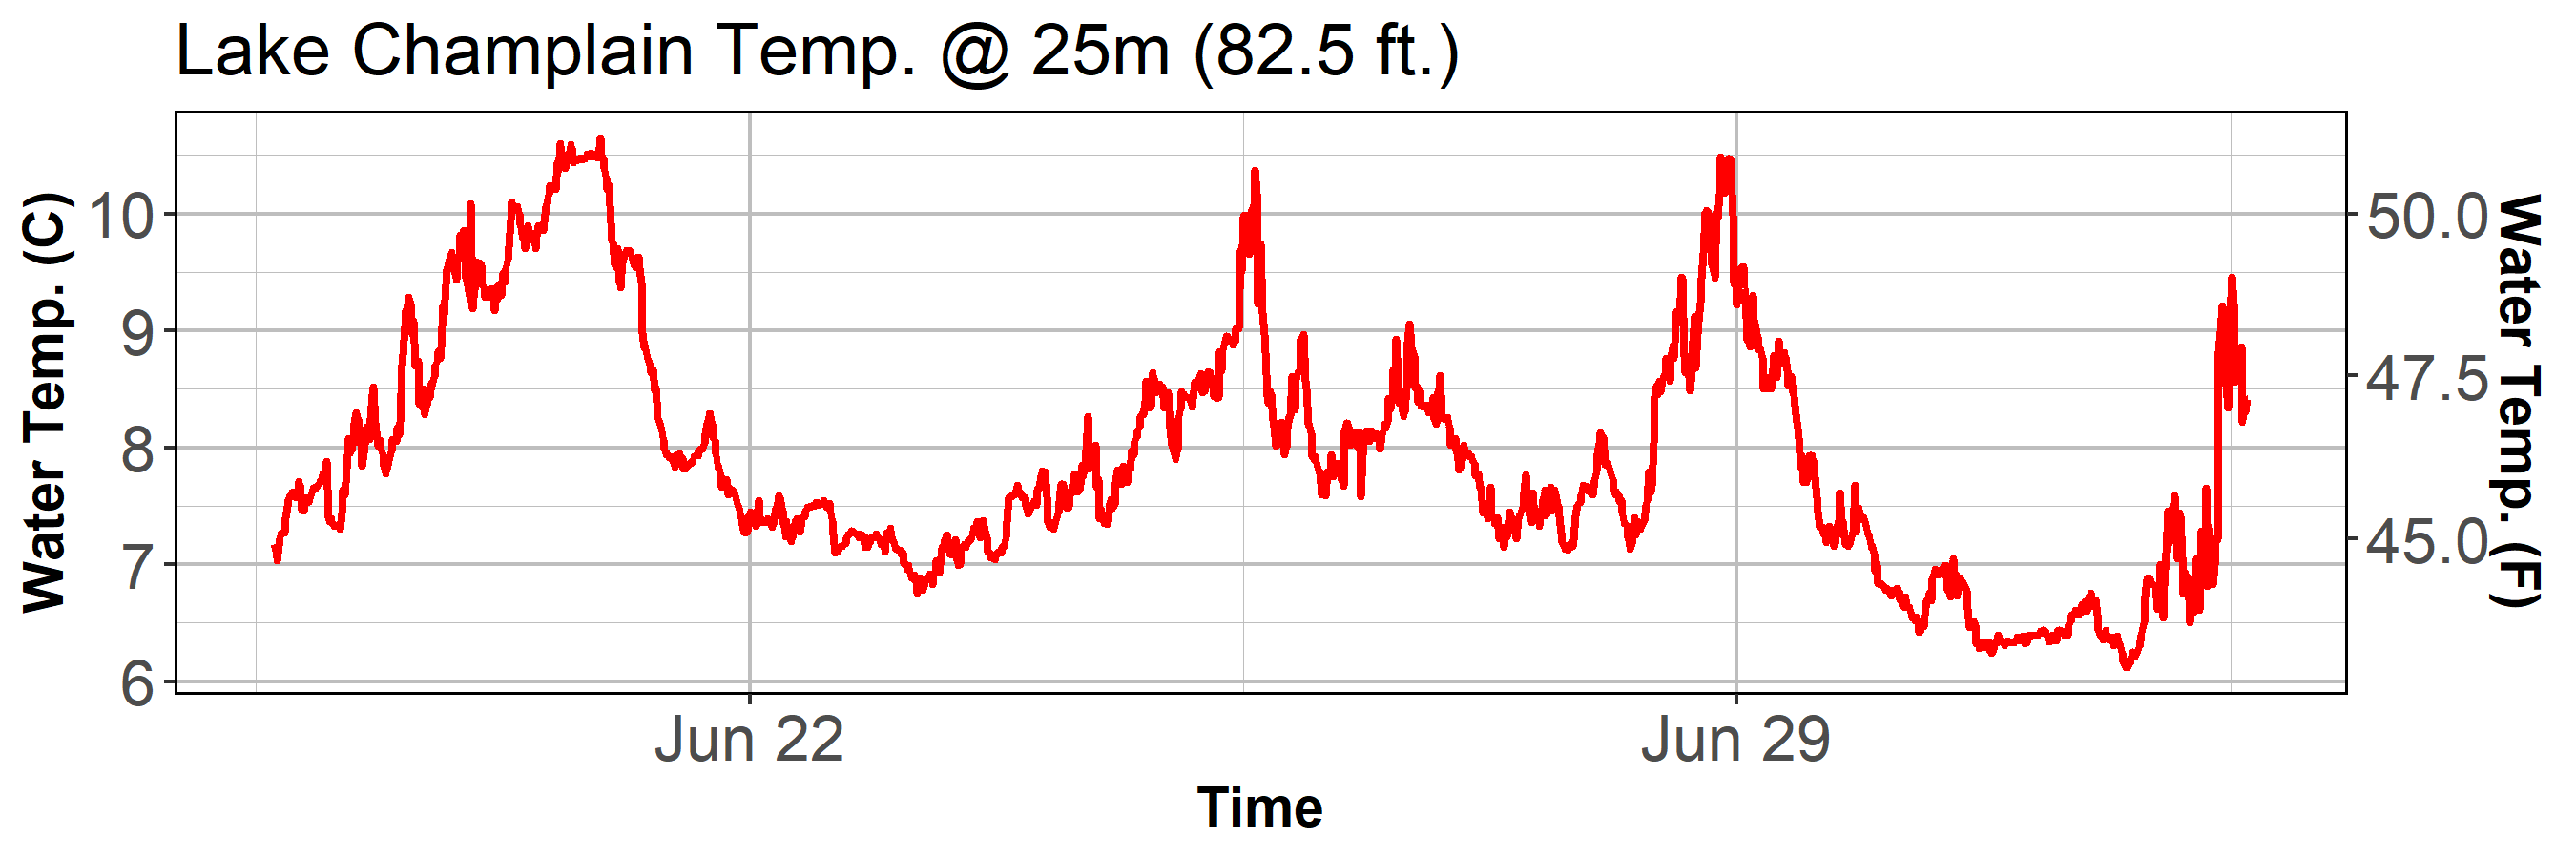 Lake Champlain Temp. @ 25m (82.5 ft.)
Water Temp. (C)
10
9
8
7
6
50.0
47.5
45.0
Water Temp. (F)
Jun 22
Jun 29
Time